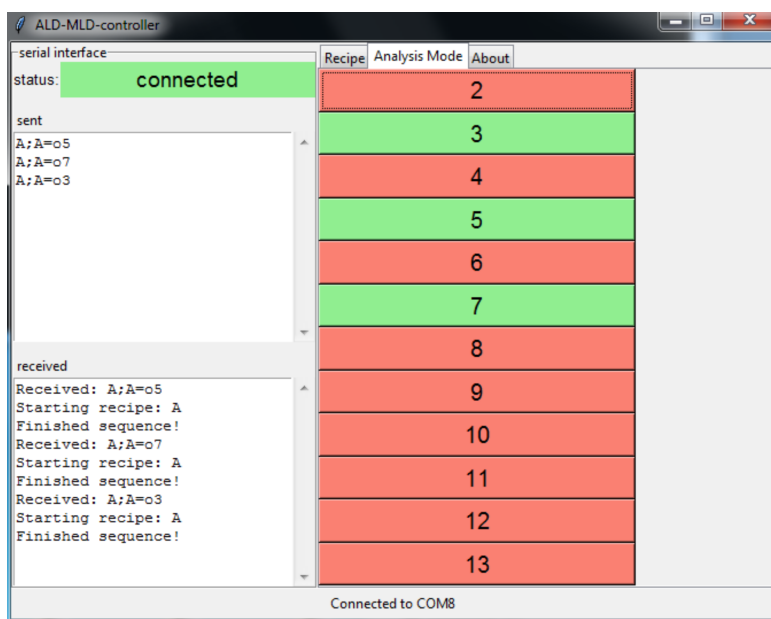 ALD-MLD-controller
serial interface
status: connected
sent
A;A=o5
A;A=o7
A;A=o3
received
Received: A;A=o5
Starting recipe: A
Finished sequence!
Received: A;A=o7
Starting recipe: A
Finished sequence!
Received: A;A=o3
Starting recipe: A
Finished sequence!
Recipe Analysis Mode About
2
3
4
5
6
7
8
9
10
11
12
13
Connected to COM8